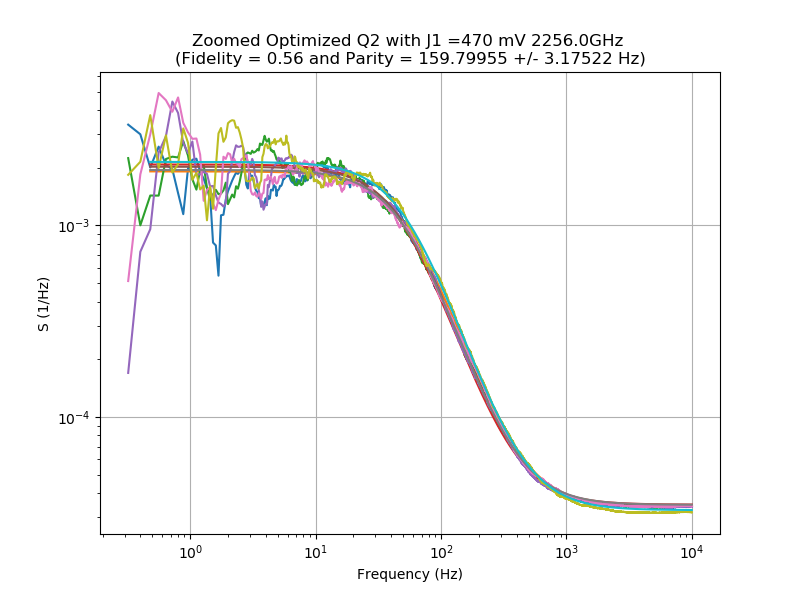 Zoomed Optimized Q2 with J1 =470 mV 2256.0GHz
(Fidelity = 0.56 and Parity = 159.79955 +/- 3.17522 Hz)
S (1/Hz)
10⁻³
10⁻⁴
10⁰ 10¹ 10² 10³ 10⁴
Frequency (Hz)